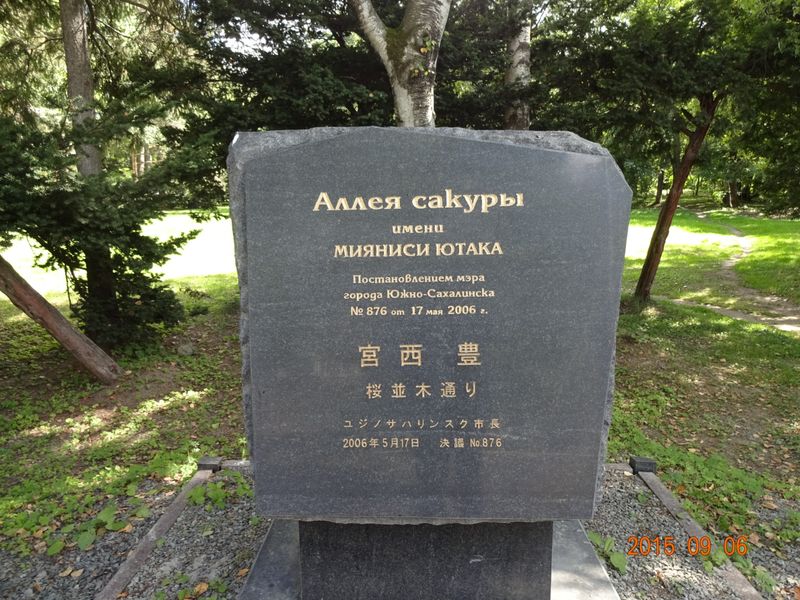 Аллея сакуры
имени
МИЯНИСИ ЮТАКА
Постановлением мэра
города Южно-Сахалинска
№ 876 от 17 мая 2006 г.
宮西 豊
桜並木通り
ユジノサハリンスク市長
2006年5月17日 決議 No.876
2015 09 06